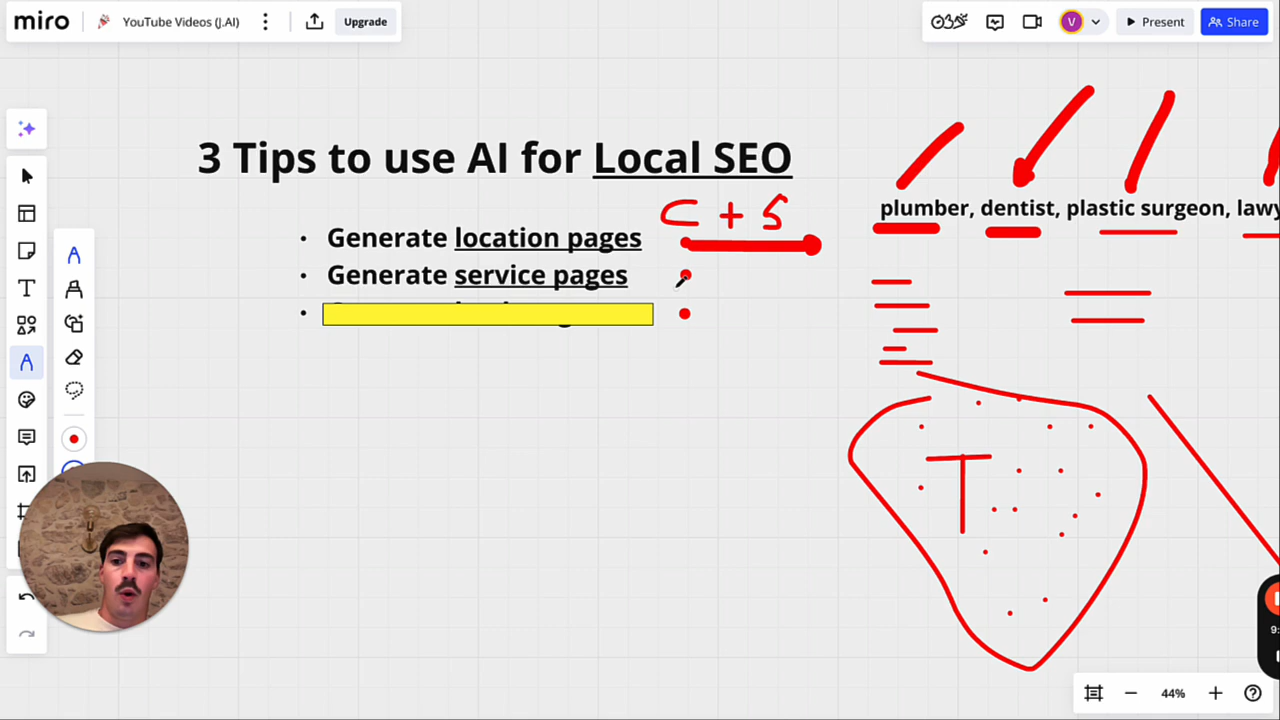 miro
YouTube Videos (J.AI)
Upgrade
V
Present
Share
3 Tips to use AI for Local SEO
C + S
plumber, dentist, plastic surgeon, lawy
• Generate location pages
• Generate service pages
T
9:
44%